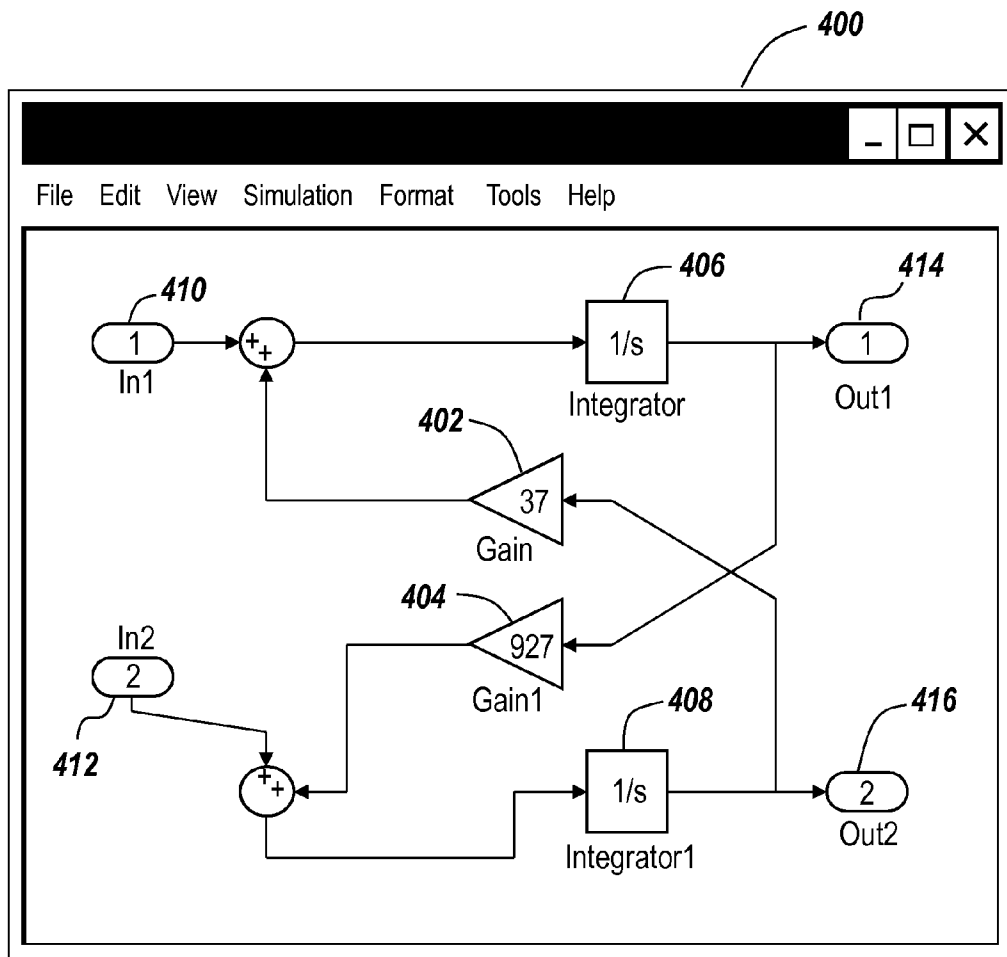 400
File Edit View Simulation Format Tools Help
410
406
414
1
In1
+
+
1/s
Integrator
1
Out1
402
37
Gain
404
927
Gain1
In2
2
412
+
+
408
1/s
Integrator1
416
2
Out2